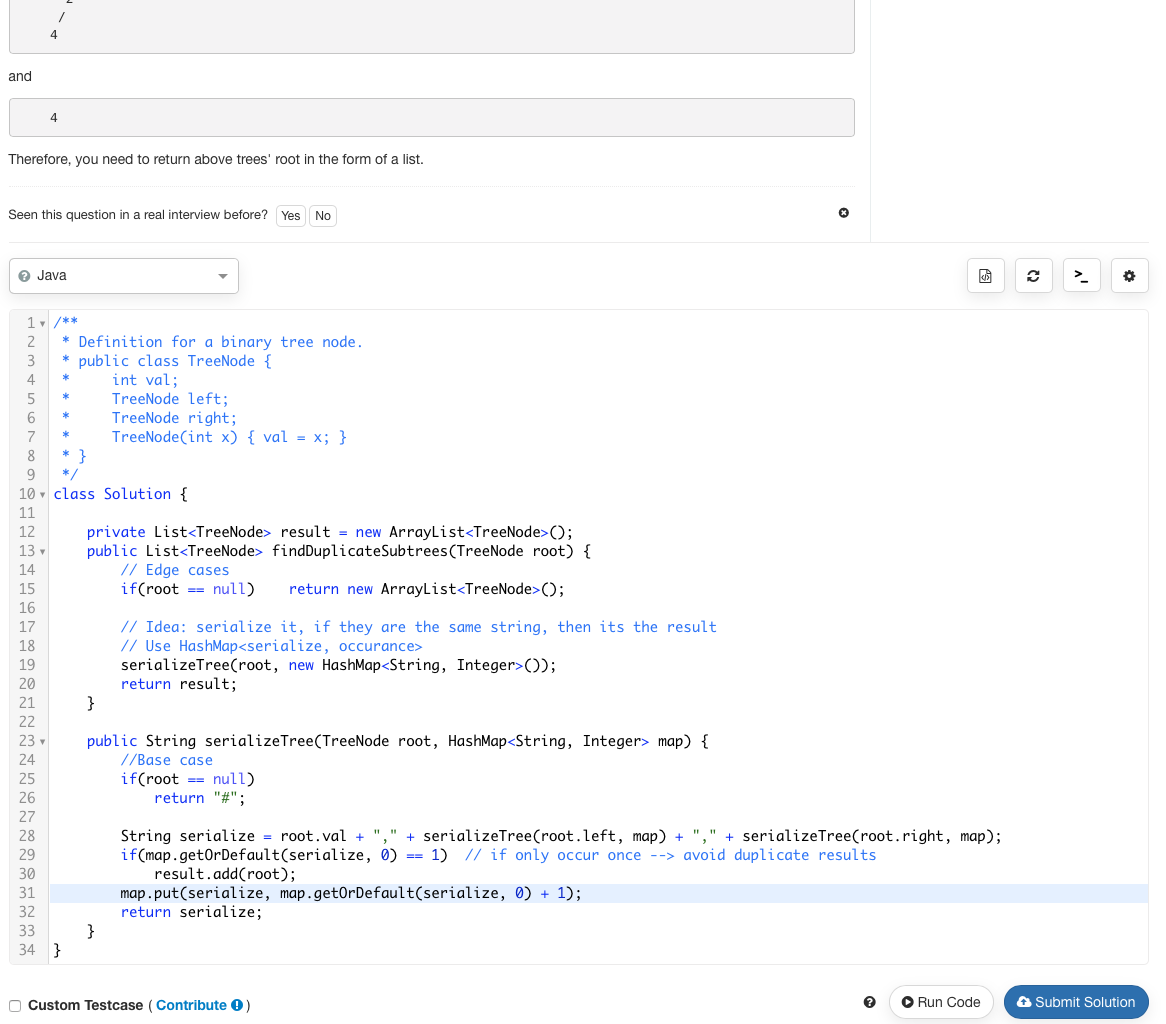 2
/
4
and
4
Therefore, you need to return above trees' root in the form of a list.
Seen this question in a real interview before? Yes No
Java
>_
1 /**
2  * Definition for a binary tree node.
3  * public class TreeNode {
4  *     int val;
5  *     TreeNode left;
6  *     TreeNode right;
7  *     TreeNode(int x) { val = x; }
8  * }
9  */
10 class Solution {
11
12     private List<TreeNode> result = new ArrayList<TreeNode>();
13     public List<TreeNode> findDuplicateSubtrees(TreeNode root) {
14         // Edge cases
15         if(root == null)    return new ArrayList<TreeNode>();
16
17         // Idea: serialize it, if they are the same string, then its the result
18         // Use HashMap<serialize, occurance>
19         serializeTree(root, new HashMap<String, Integer>());
20         return result;
21     }
22
23     public String serializeTree(TreeNode root, HashMap<String, Integer> map) {
24         //Base case
25         if(root == null)
26             return "#";
27
28         String serialize = root.val + "," + serializeTree(root.left, map) + "," + serializeTree(root.right, map);
29         if(map.getOrDefault(serialize, 0) == 1)  // if only occur once --> avoid duplicate results
30             result.add(root);
31         map.put(serialize, map.getOrDefault(serialize, 0) + 1);
32         return serialize;
33     }
34 }
Custom Testcase ( Contribute ! )
? Run Code Submit Solution